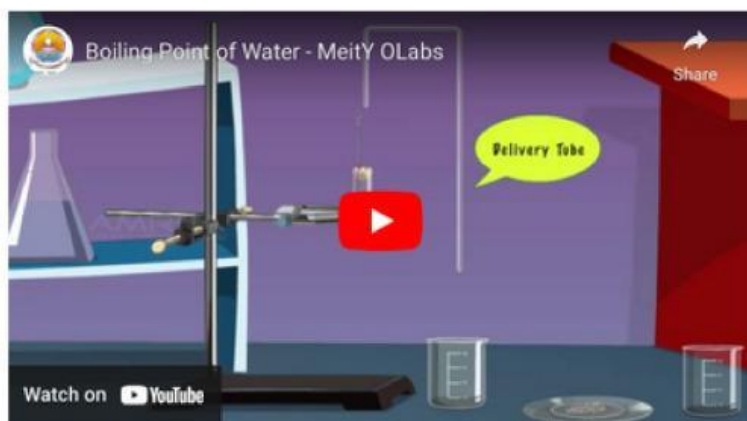 Boiling Point of Water - MeitY OLabs
Share
Delivery Tube
Watch on YouTube